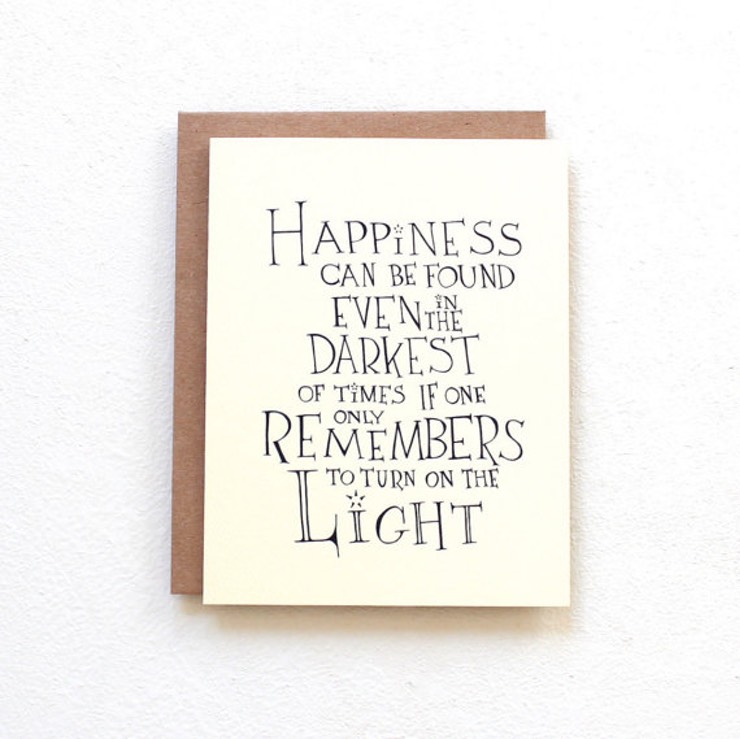 HAPPiNESS
CAN BE FOUND
EVEN IN THE
DARKEST
OF TiMES IF ONE
ONLY
REMEMBERS
TO TURN ON THE
LiGHT